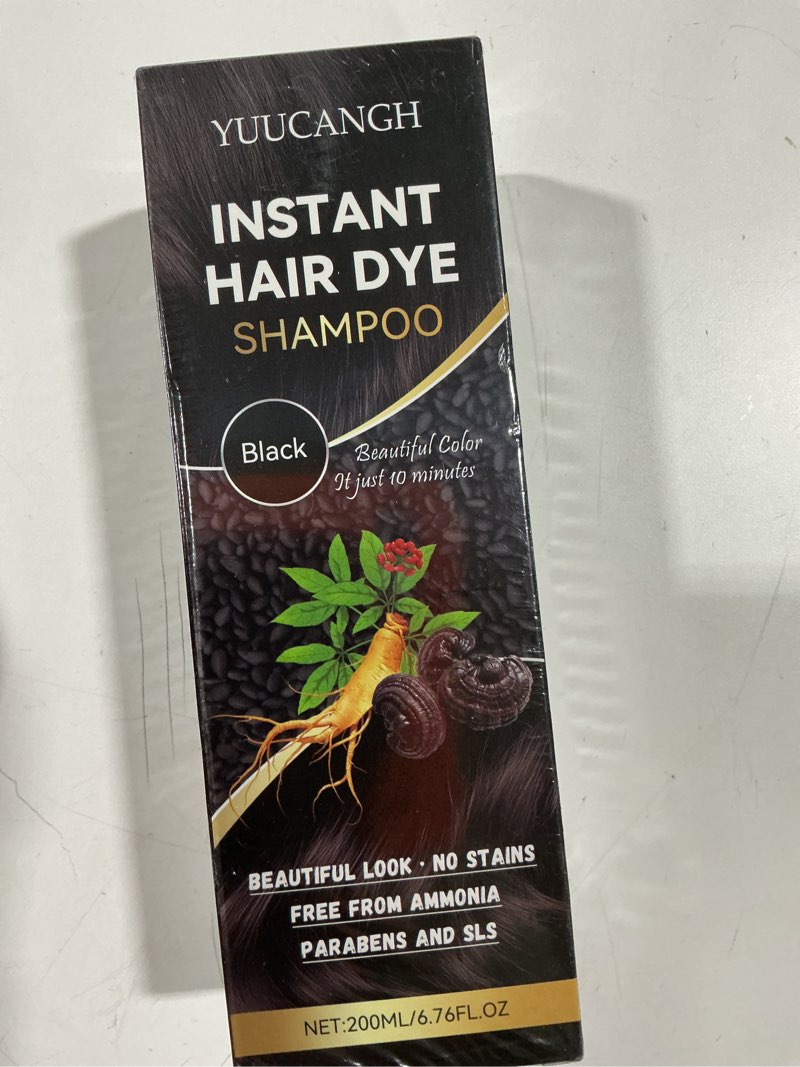 YUUCANGH
INSTANT
HAIR DYE
SHAMPOO
Black
Beautiful Color
It just 10 minutes
BEAUTIFUL LOOK · NO STAINS
FREE FROM AMMONIA
PARABENS AND SLS
NET:200ML/6.76FL.OZ